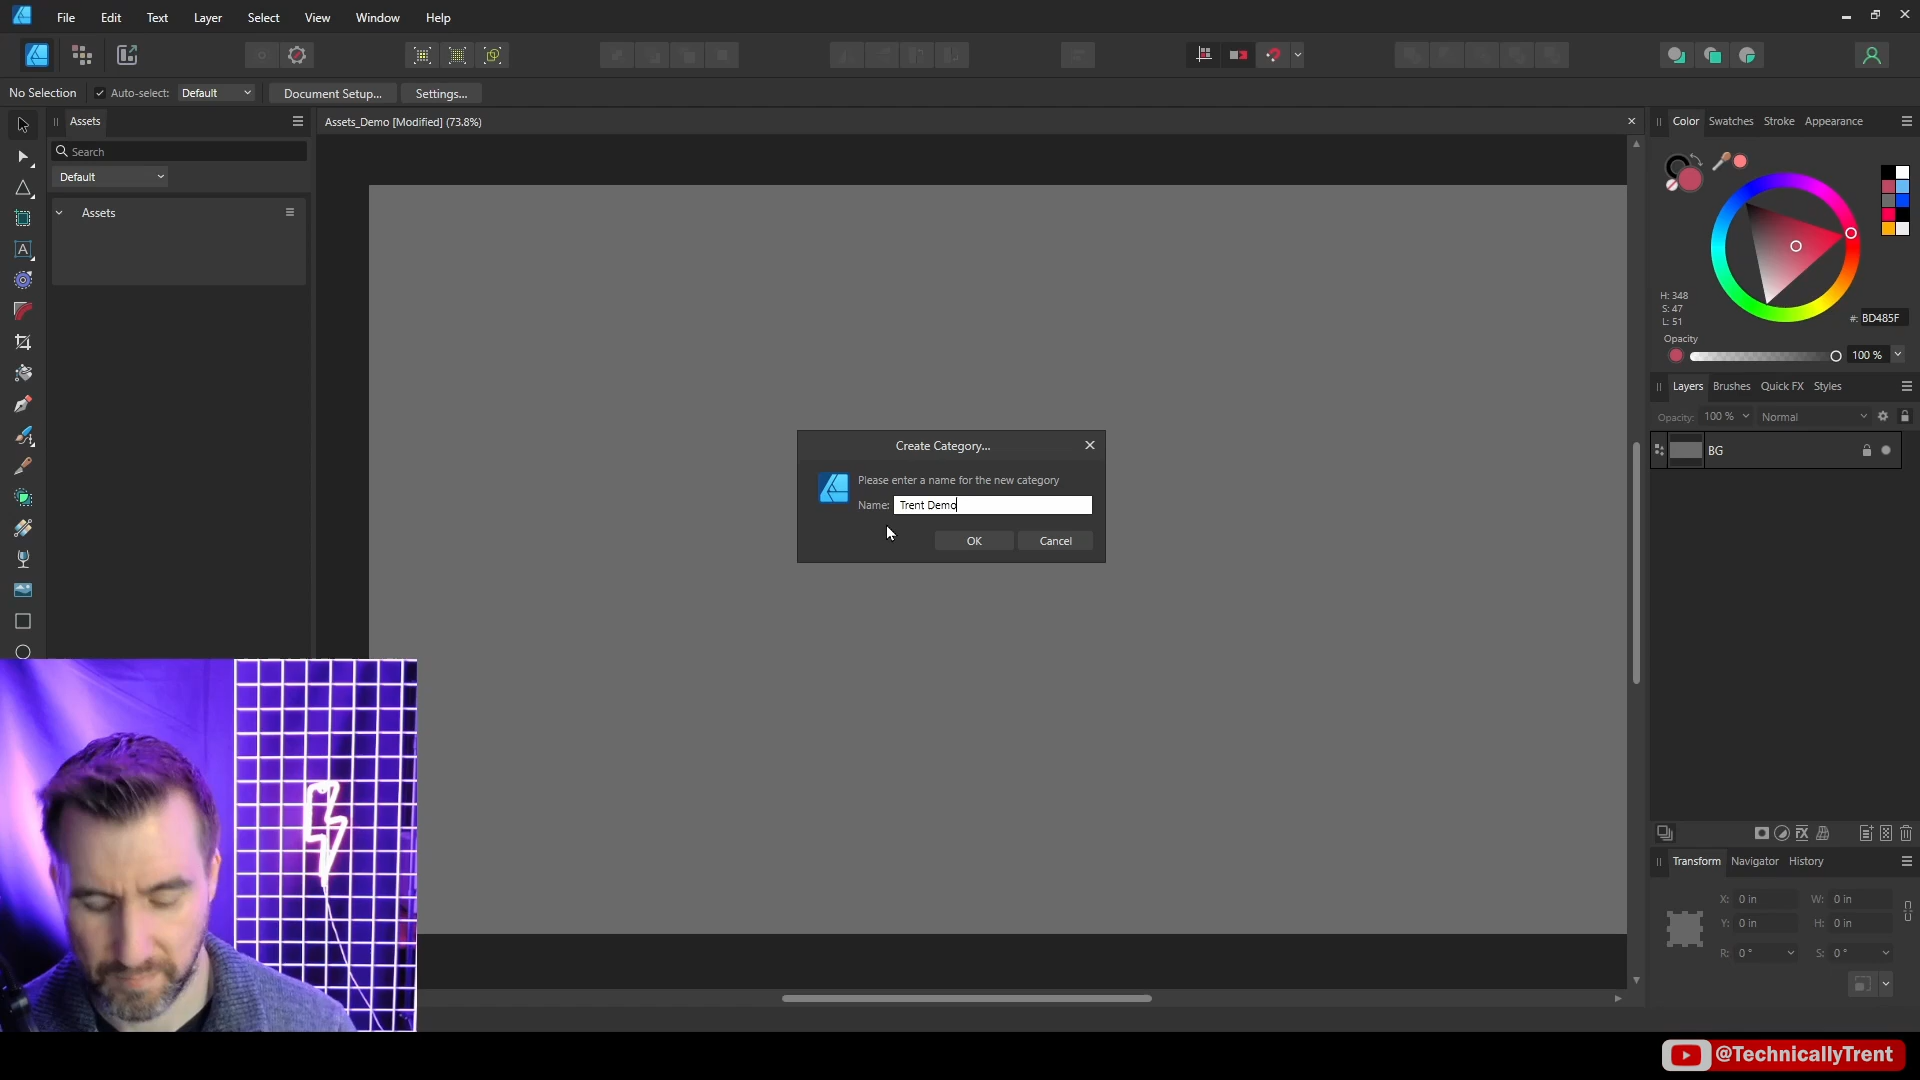 File Edit Text Layer Select View Window Help
No Selection Auto-select: Default Document Setup... Settings...
Assets
Search
Default
Assets
Assets_Demo [Modified] (73.8%)
Create Category...
Please enter a name for the new category
Name: Trent Demo
OK Cancel
Color Swatches Stroke Appearance
H: 348
S: 47
L: 51
#: BD485F
Opacity
100 %
Layers Brushes Quick FX Styles
Opacity: 100 % Normal
BG
Transform Navigator History
X: 0 in W: 0 in
Y: 0 in H: 0 in
R: 0 ° S: 0 °
@TechnicallyTrent